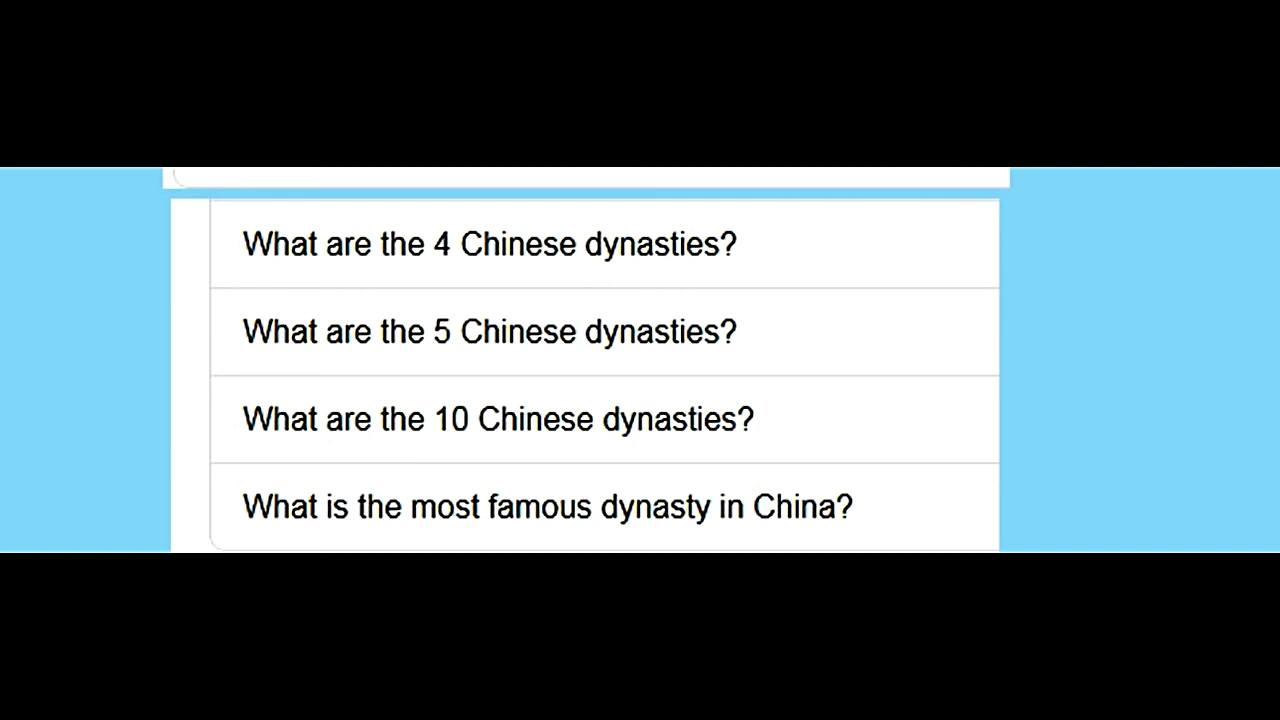 What are the 4 Chinese dynasties?
What are the 5 Chinese dynasties?
What are the 10 Chinese dynasties?
What is the most famous dynasty in China?